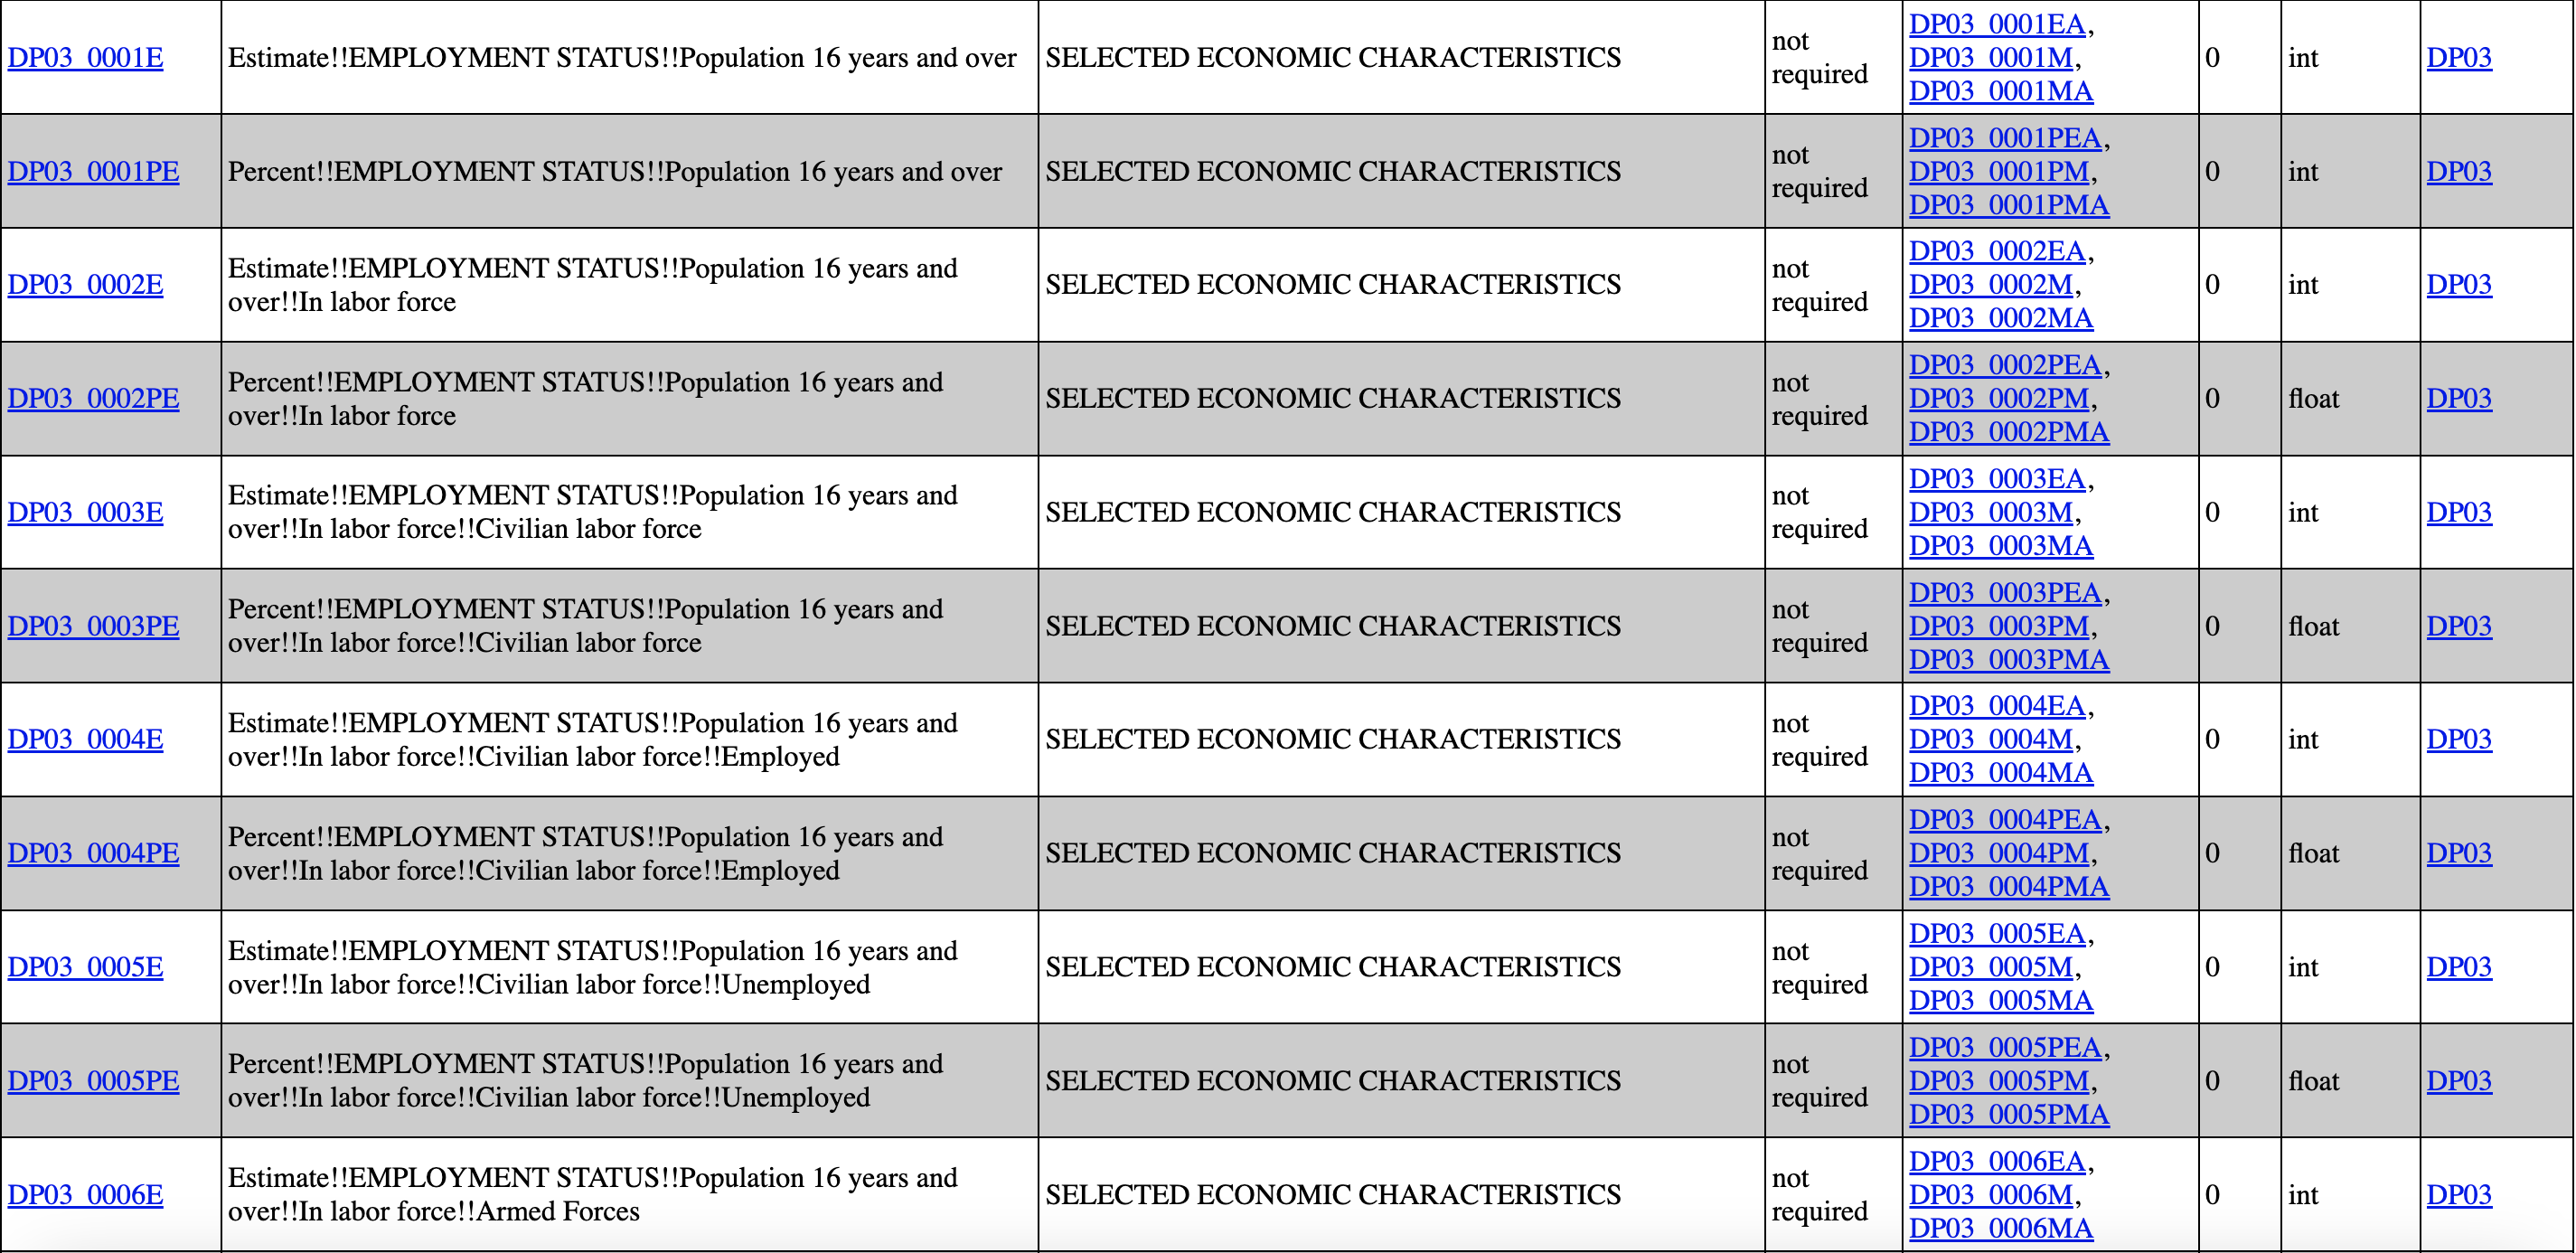 DP03_0001E Estimate!!EMPLOYMENT STATUS!!Population 16 years and over SELECTED ECONOMIC CHARACTERISTICS not required DP03_0001EA, DP03_0001M, DP03_0001MA 0 int DP03
DP03_0001PE Percent!!EMPLOYMENT STATUS!!Population 16 years and over SELECTED ECONOMIC CHARACTERISTICS not required DP03_0001PEA, DP03_0001PM, DP03_0001PMA 0 int DP03
DP03_0002E Estimate!!EMPLOYMENT STATUS!!Population 16 years and over!!In labor force SELECTED ECONOMIC CHARACTERISTICS not required DP03_0002EA, DP03_0002M, DP03_0002MA 0 int DP03
DP03_0002PE Percent!!EMPLOYMENT STATUS!!Population 16 years and over!!In labor force SELECTED ECONOMIC CHARACTERISTICS not required DP03_0002PEA, DP03_0002PM, DP03_0002PMA 0 float DP03
DP03_0003E Estimate!!EMPLOYMENT STATUS!!Population 16 years and over!!In labor force!!Civilian labor force SELECTED ECONOMIC CHARACTERISTICS not required DP03_0003EA, DP03_0003M, DP03_0003MA 0 int DP03
DP03_0003PE Percent!!EMPLOYMENT STATUS!!Population 16 years and over!!In labor force!!Civilian labor force SELECTED ECONOMIC CHARACTERISTICS not required DP03_0003PEA, DP03_0003PM, DP03_0003PMA 0 float DP03
DP03_0004E Estimate!!EMPLOYMENT STATUS!!Population 16 years and over!!In labor force!!Civilian labor force!!Employed SELECTED ECONOMIC CHARACTERISTICS not required DP03_0004EA, DP03_0004M, DP03_0004MA 0 int DP03
DP03_0004PE Percent!!EMPLOYMENT STATUS!!Population 16 years and over!!In labor force!!Civilian labor force!!Employed SELECTED ECONOMIC CHARACTERISTICS not required DP03_0004PEA, DP03_0004PM, DP03_0004PMA 0 float DP03
DP03_0005E Estimate!!EMPLOYMENT STATUS!!Population 16 years and over!!In labor force!!Civilian labor force!!Unemployed SELECTED ECONOMIC CHARACTERISTICS not required DP03_0005EA, DP03_0005M, DP03_0005MA 0 int DP03
DP03_0005PE Percent!!EMPLOYMENT STATUS!!Population 16 years and over!!In labor force!!Civilian labor force!!Unemployed SELECTED ECONOMIC CHARACTERISTICS not required DP03_0005PEA, DP03_0005PM, DP03_0005PMA 0 float DP03
DP03_0006E Estimate!!EMPLOYMENT STATUS!!Population 16 years and over!!In labor force!!Armed Forces SELECTED ECONOMIC CHARACTERISTICS not required DP03_0006EA, DP03_0006M, DP03_0006MA 0 int DP03